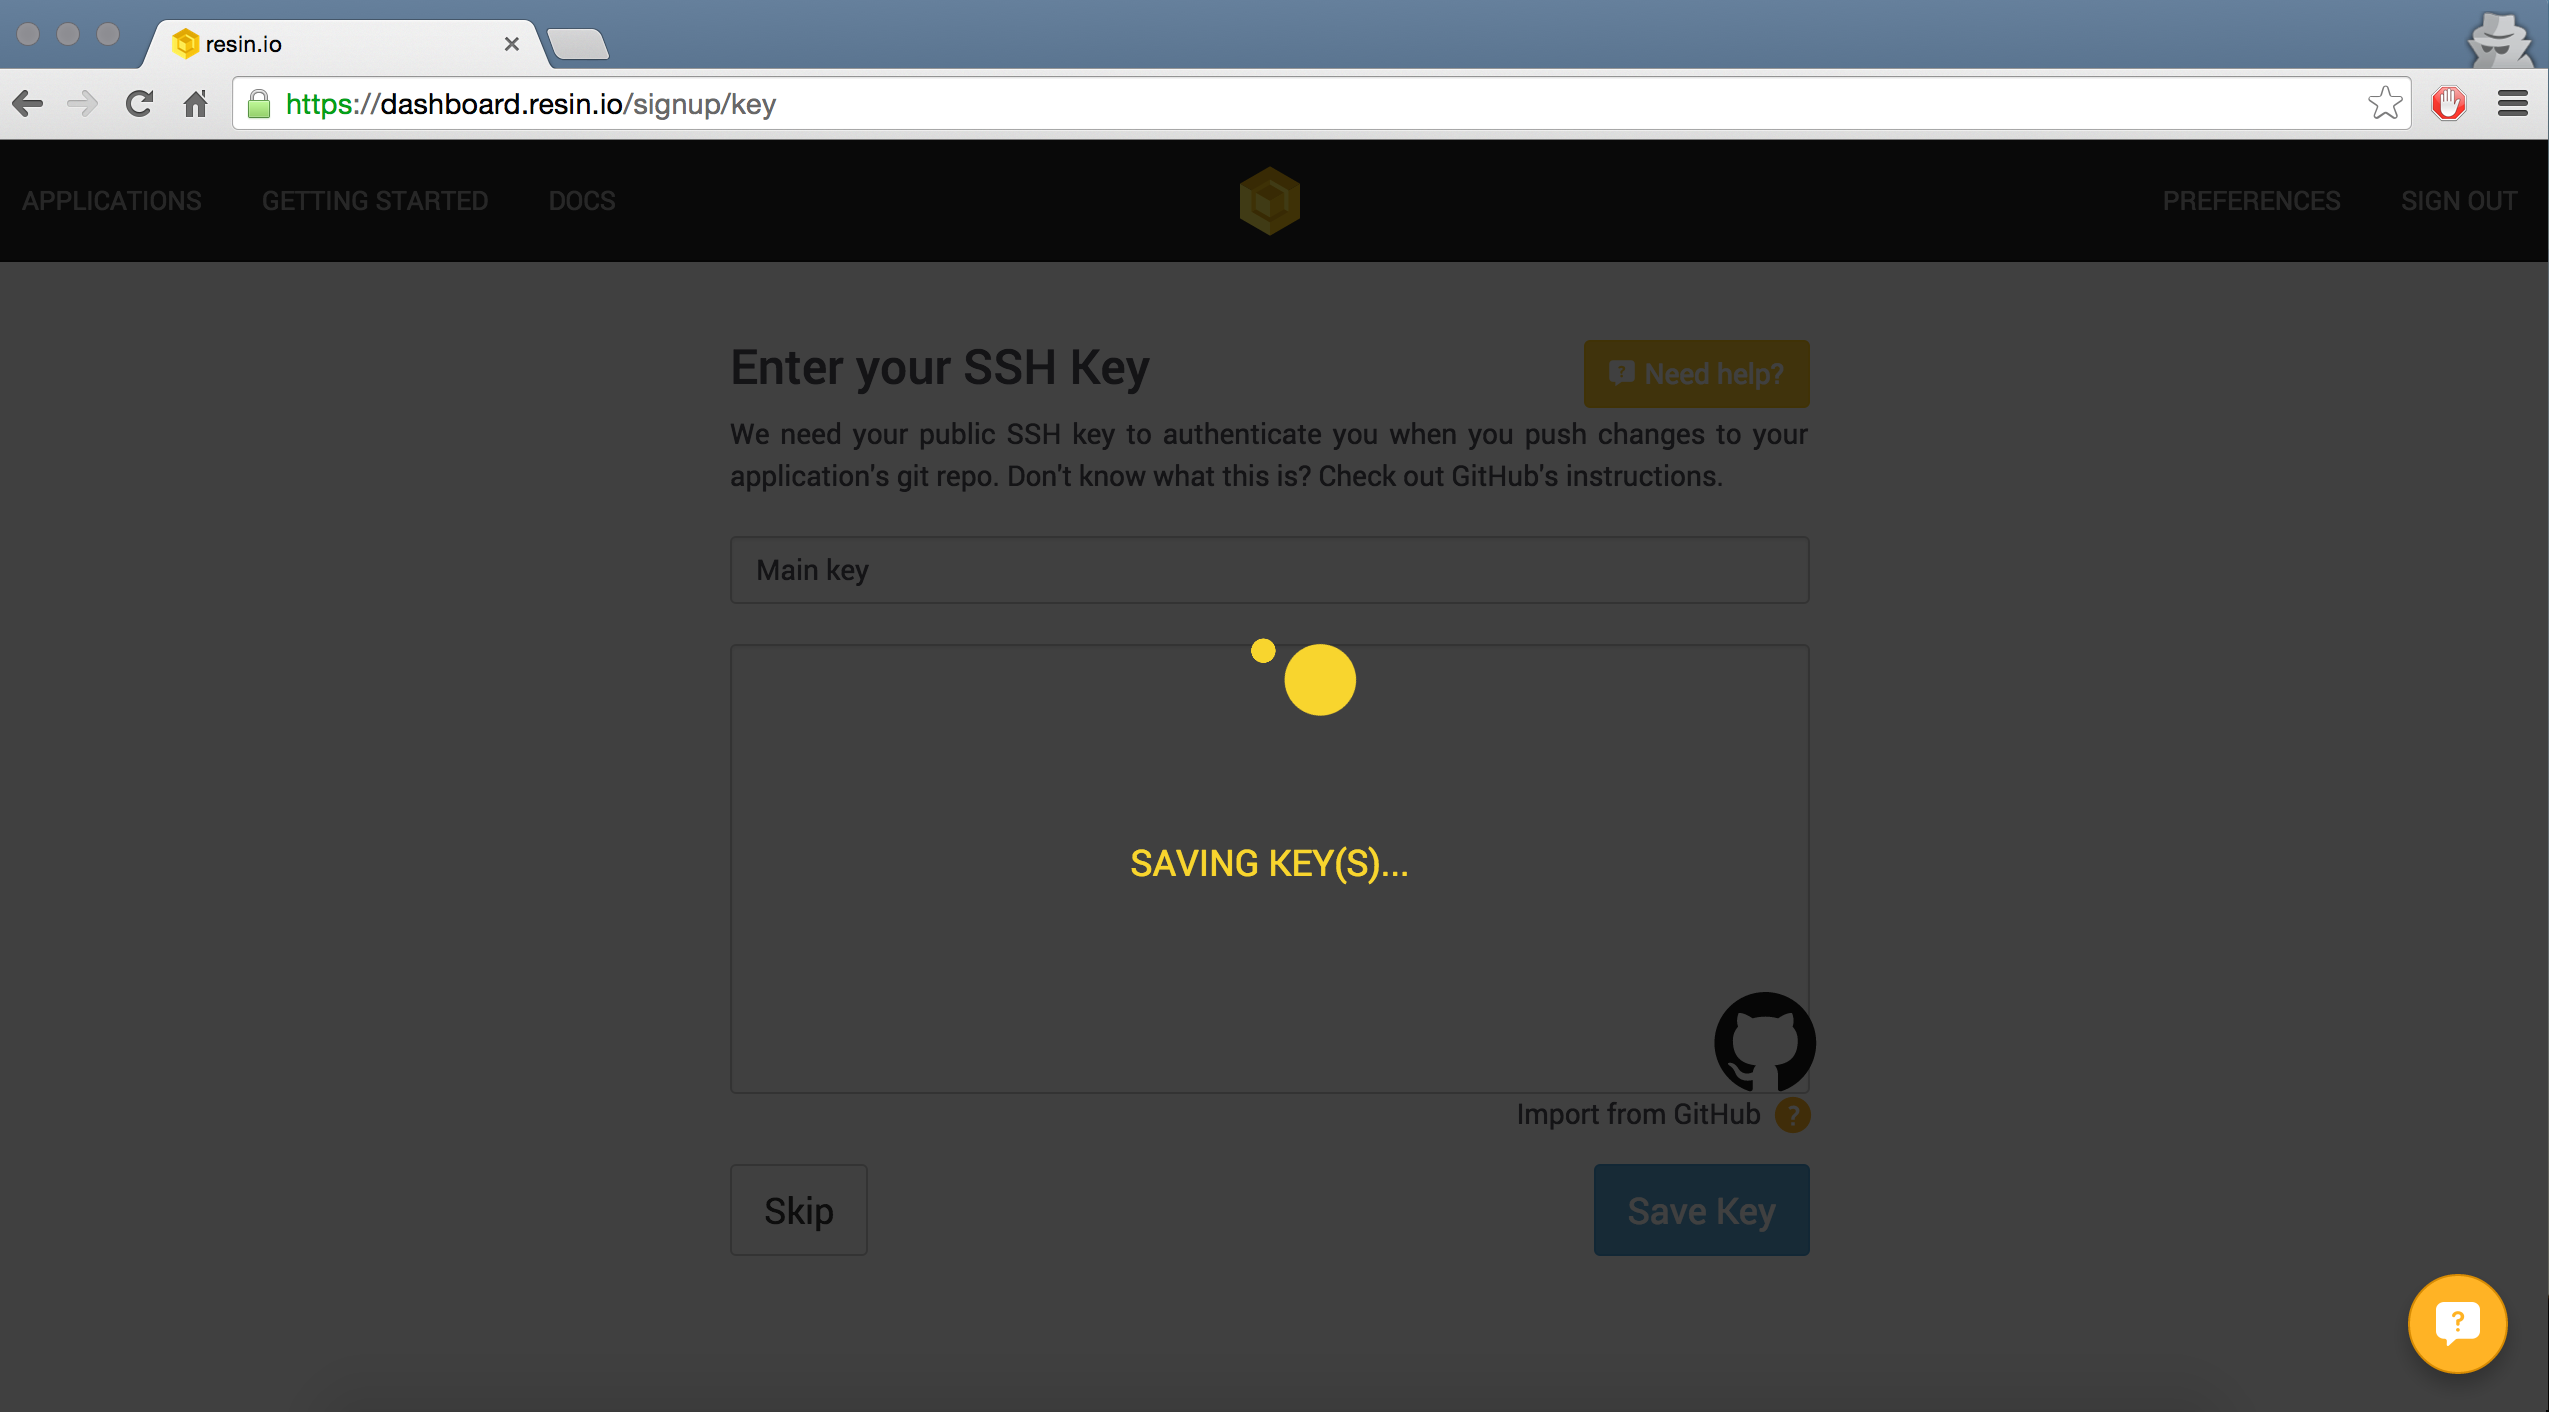 resin.io
https://dashboard.resin.io/signup/key
APPLICATIONS GETTING STARTED DOCS PREFERENCES SIGN OUT
Enter your SSH Key
? Need help?
We need your public SSH key to authenticate you when you push changes to your
application's git repo. Don't know what this is? Check out GitHub's instructions.
Main key
SAVING KEY(S)...
Import from GitHub ?
Skip
Save Key
?